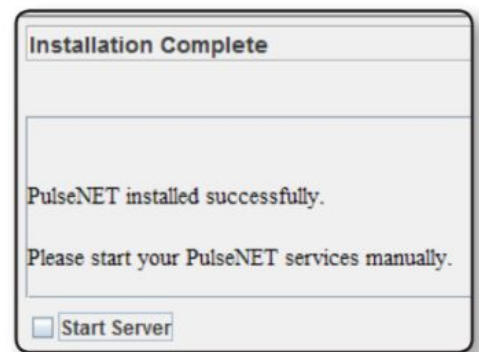 Installation Complete
PulseNET installed successfully.
Please start your PulseNET services manually.
Start Server